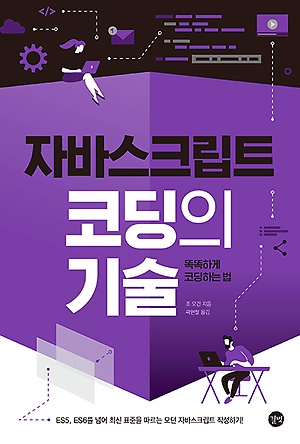 자바스크립트
코딩의
기술
똑똑하게
코딩하는 법
조 모건 지음
곽현철 옮김
길벗
ES5, ES6를 넘어 최신 표준을 따르는 모던 자바스크립트 작성하기!